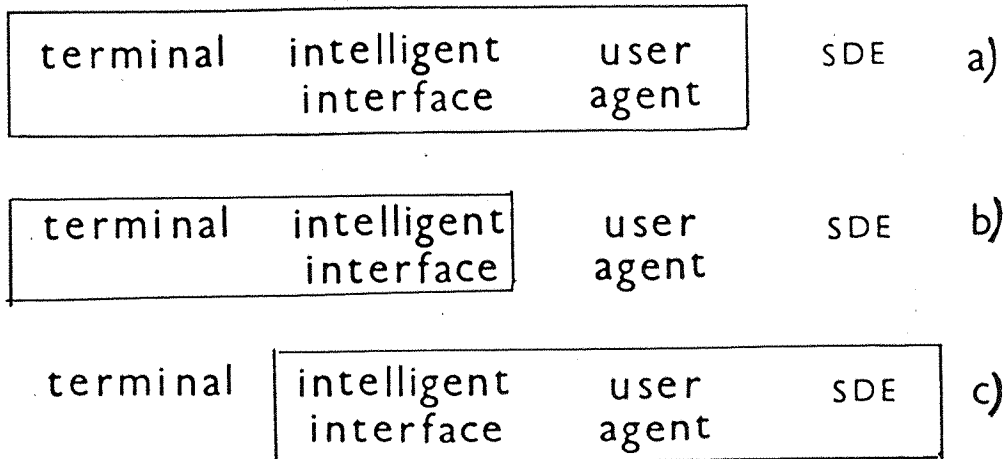 terminal intelligent user SDE a)
interface agent
terminal intelligent user SDE b)
interface agent
terminal intelligent user SDE c)
interface agent